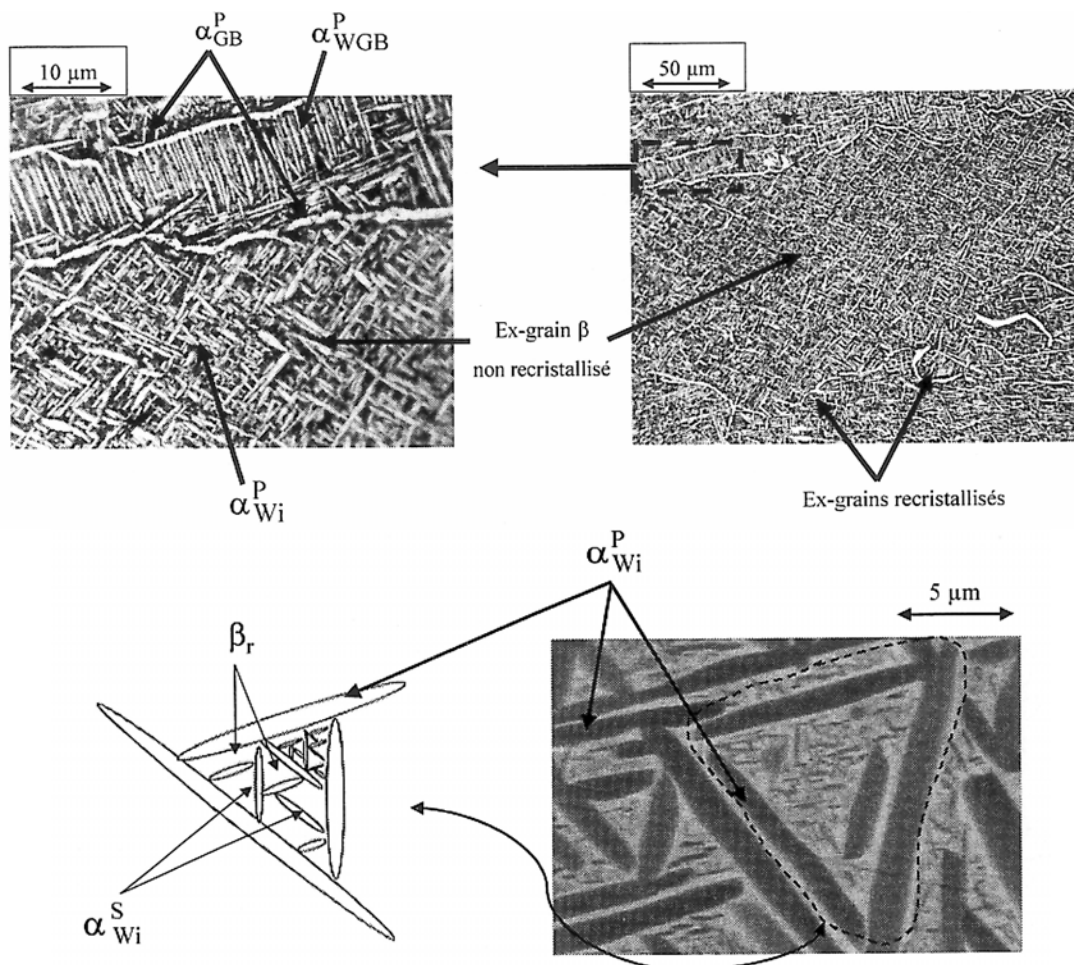 α^P_GB
α^P_WGB
10 µm
50 µm
Ex-grain β
non recristallisé
α^P_Wi
Ex-grains recristallisés
α^P_Wi
5 µm
β_r
α^S_Wi